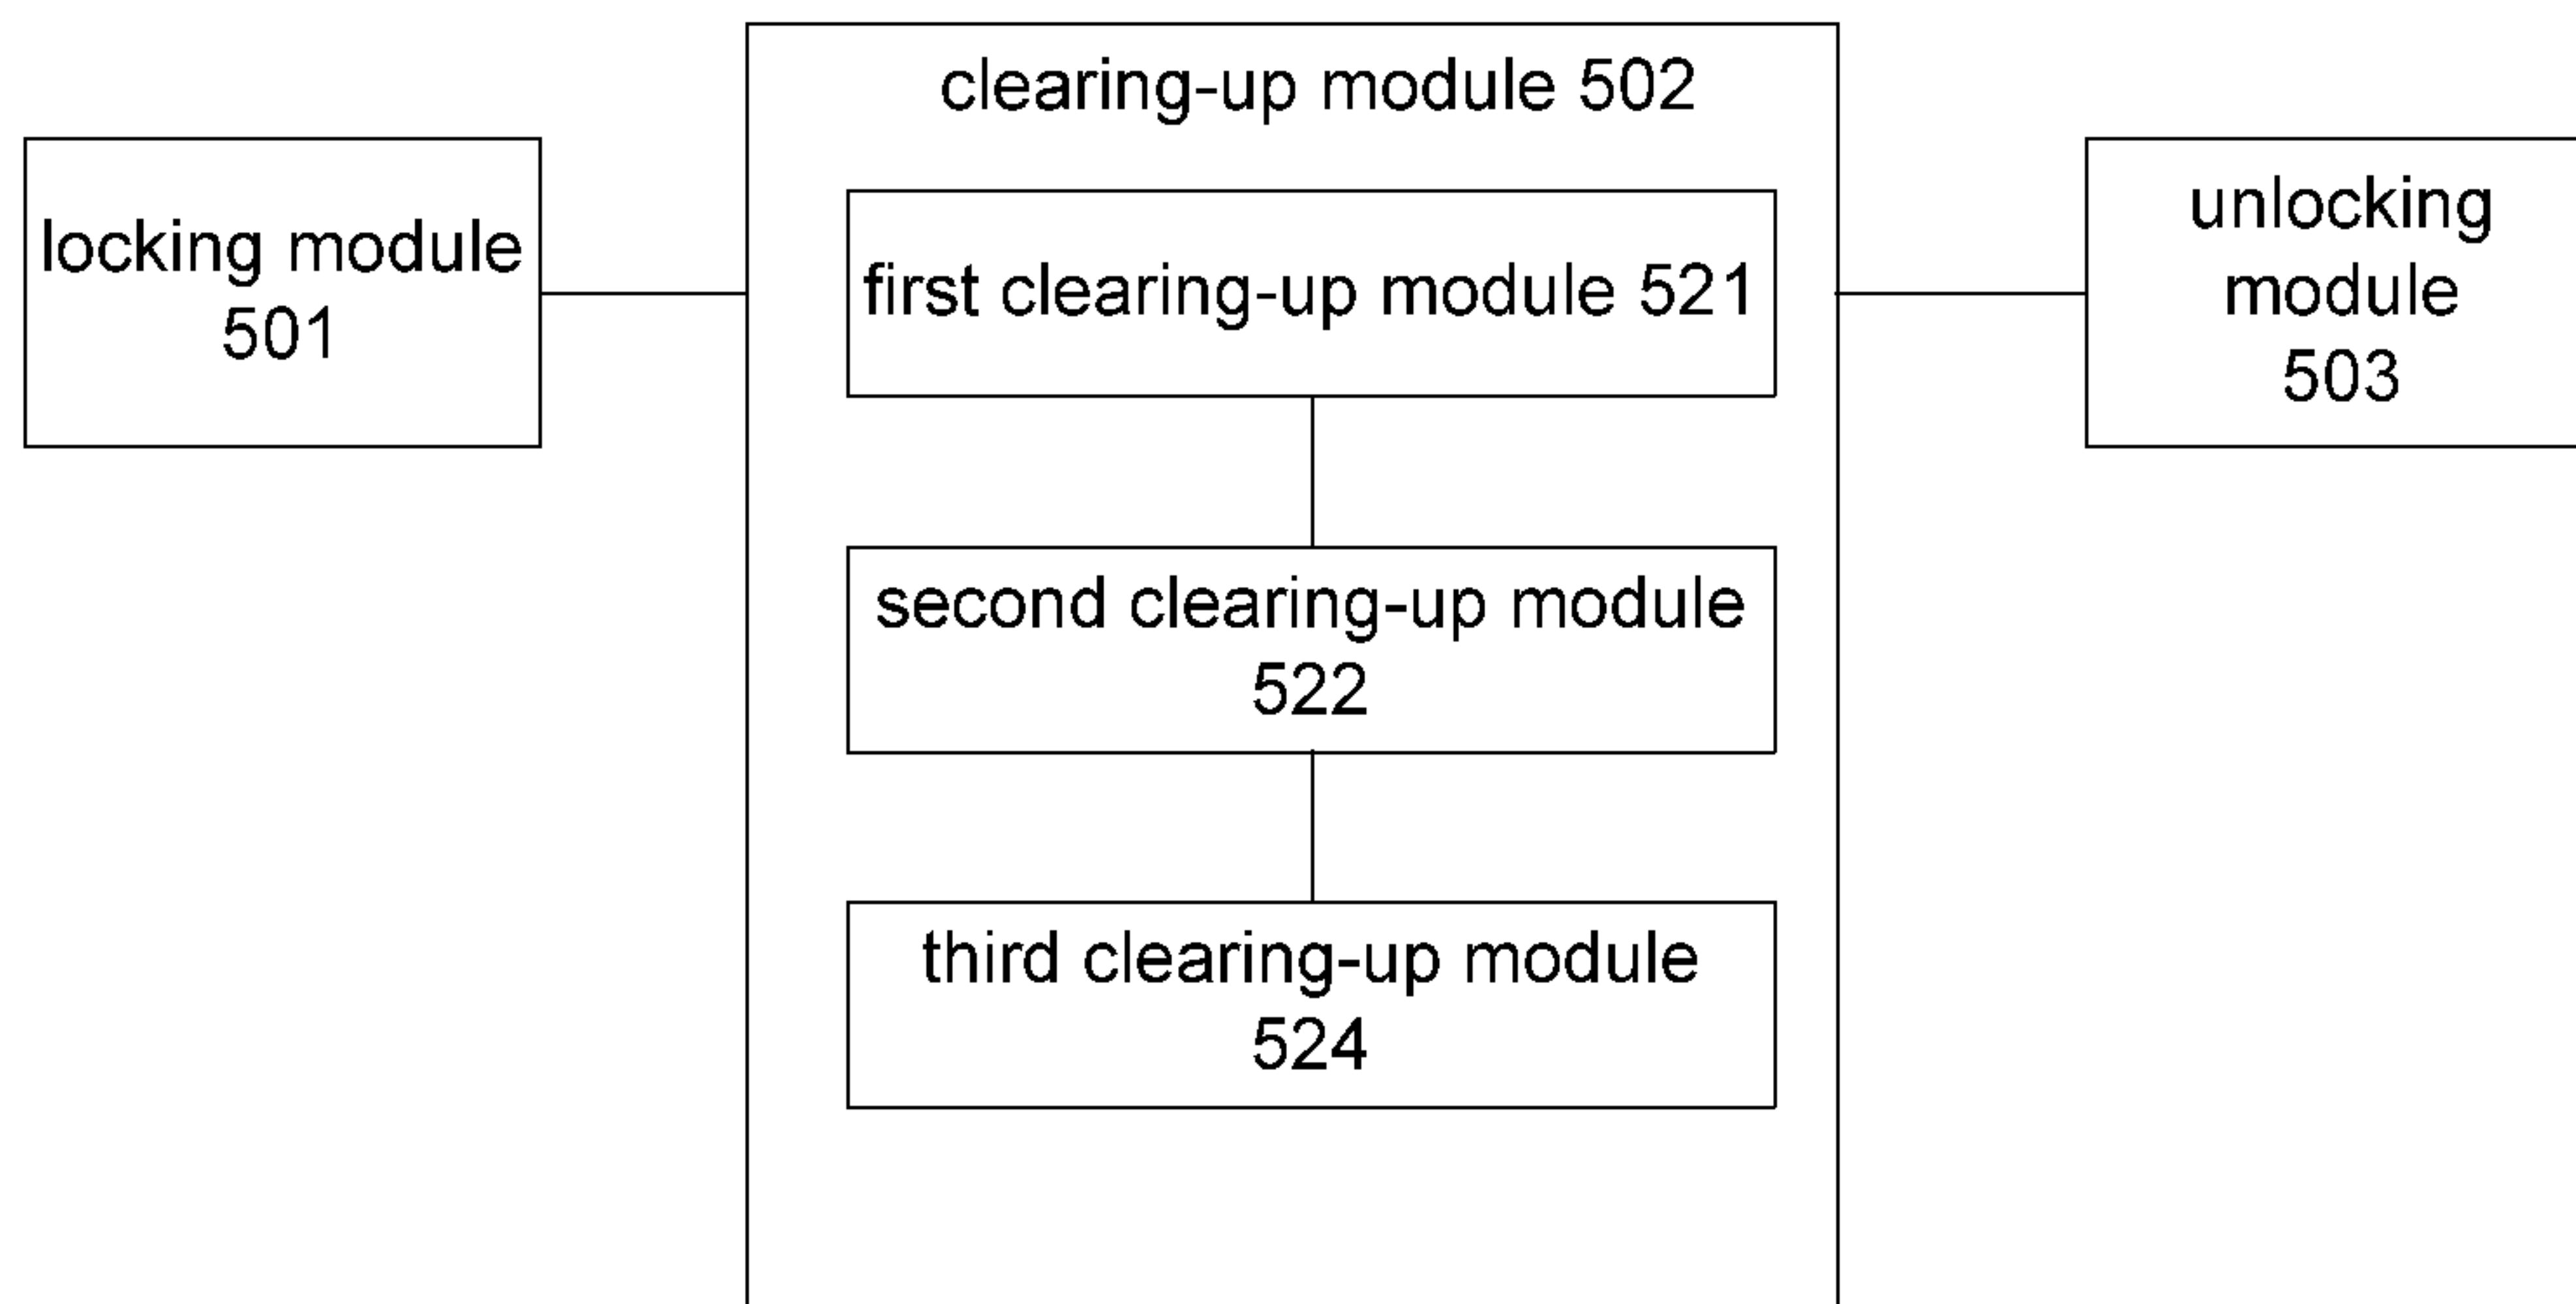 locking module
501
clearing-up module 502
first clearing-up module 521
second clearing-up module
522
third clearing-up module
524
unlocking
module
503